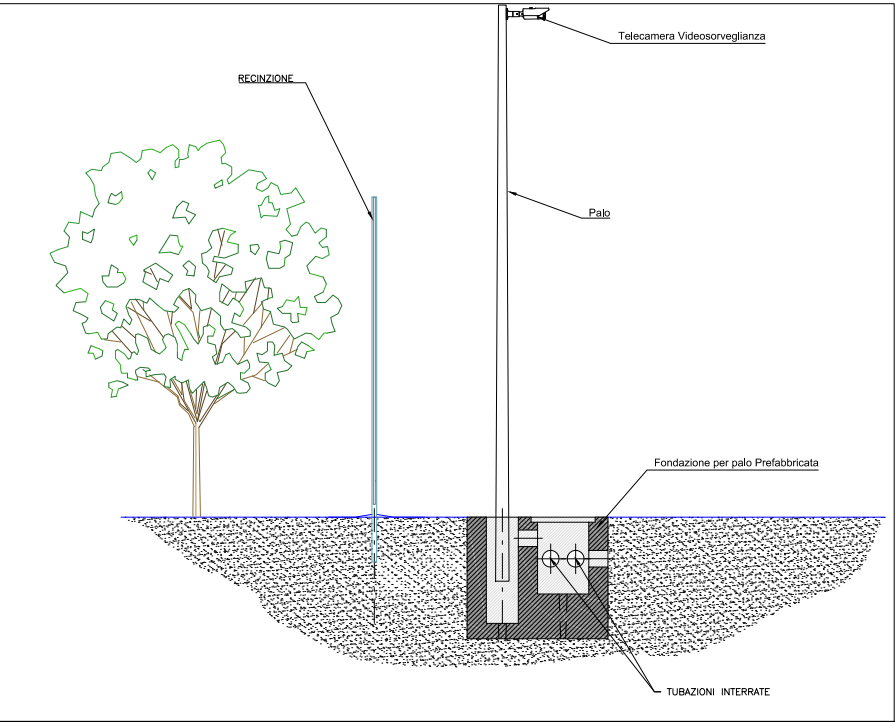 Telecamera Videosorveglianza
RECINZIONE
Palo
Fondazione per palo Prefabbricata
TUBAZIONI INTERRATE